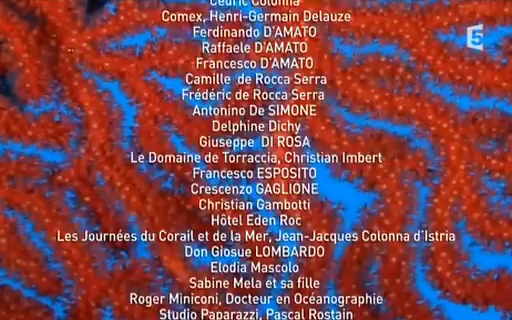 Cédric Colonna
Comex, Henri-Germain Delauze
Ferdinando D'AMATO
5
Raffaele D'AMATO
Francesco D'AMATO
Camille de Rocca Serra
Frédéric de Rocca Serra
Antonino De SIMONE
Delphine Dichy
Giuseppe DI ROSA
Le Domaine de Torraccia, Christian Imbert
Francesco ESPOSITO
Crescenzo GAGLIONE
Christian Gambotti
Hôtel Eden Roc
Les Journées du Corail et de la Mer, Jean-Jacques Colonna d'Istria
Don Giosue LOMBARDO
Elodia Mascolo
Sabine Mela et sa fille
Roger Miniconi, Docteur en Océanographie
Studio Paparazzi, Pascal Rostain